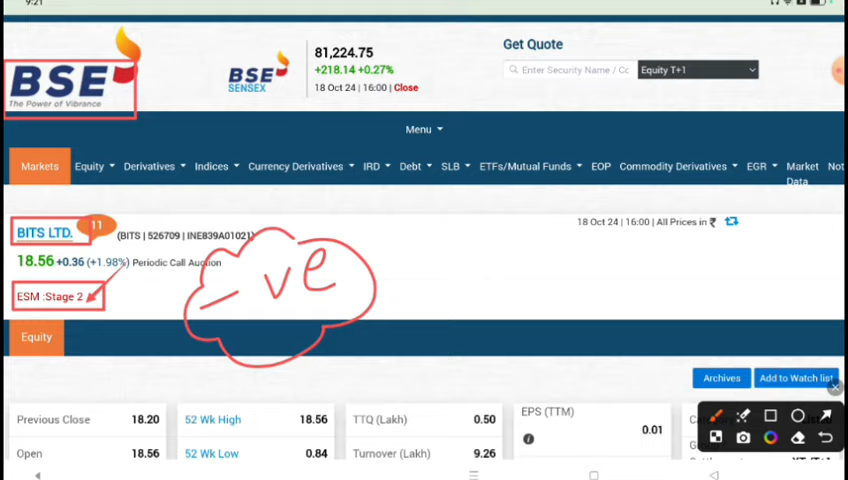 9:21
BSE
The Power of Vibrance
BSE
SENSEX
81,224.75
+218.14 +0.27%
18 Oct 24 | 16:00 | Close
Get Quote
Enter Security Name / Co
Equity T+1
Menu
Markets Equity Derivatives Indices Currency Derivatives IRD Debt SLB ETFs/Mutual Funds EOP Commodity Derivatives EGR Market Data Not
BITS LTD.
11
(BITS | 526709 | INE839A01021)
18 Oct 24 | 16:00 | All Prices in ₹
18.56 +0.36 (+1.98%) Periodic Call Auction
ESM :Stage 2
-ve
Equity
Archives
Add to Watch list
Previous Close 18.20
52 Wk High 18.56
TTQ (Lakh) 0.50
EPS (TTM) 0.01
Open 18.56
52 Wk Low 0.84
Turnover (Lakh) 9.26